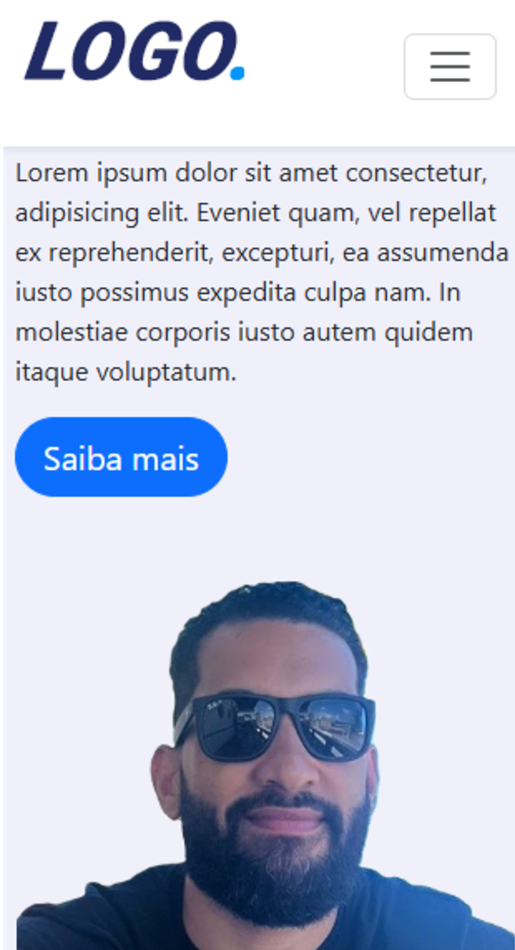 LOGO.
Lorem ipsum dolor sit amet consectetur,
adipisicing elit. Eveniet quam, vel repellat
ex reprehenderit, excepturi, ea assumenda
iusto possimus expedita culpa nam. In
molestiae corporis iusto autem quidem
itaque voluptatum.
Saiba mais